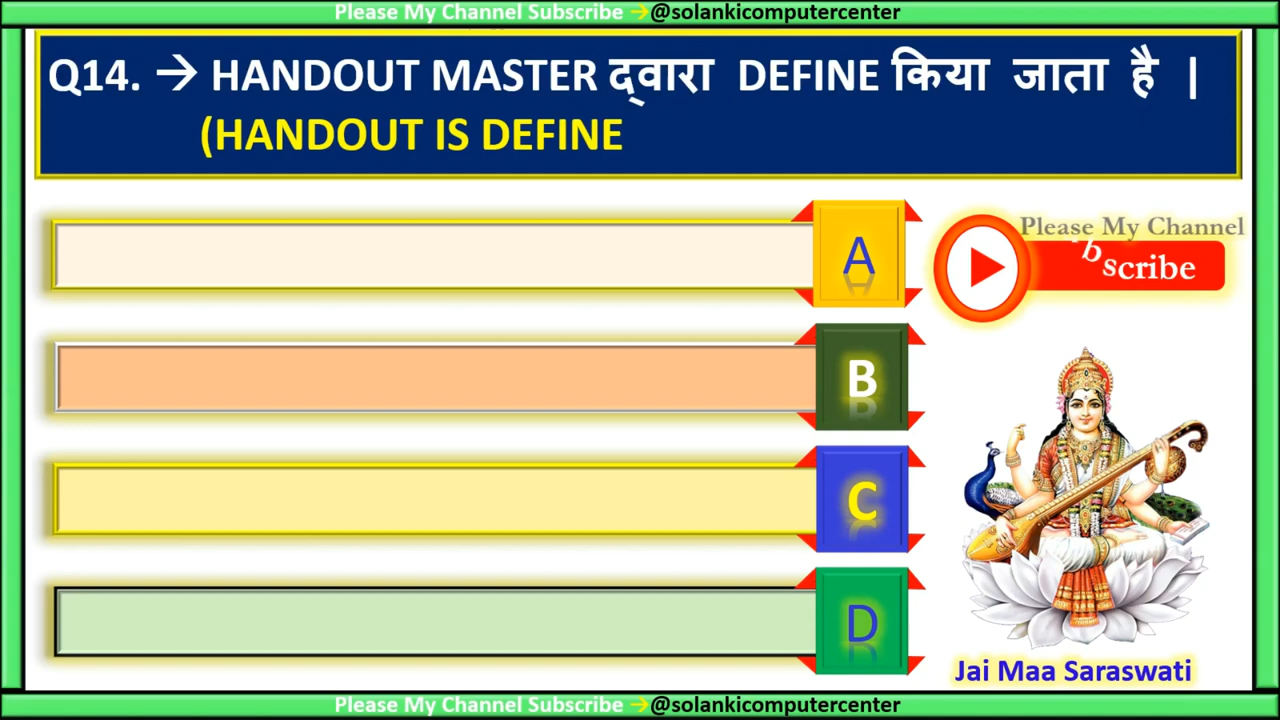 Please My Channel Subscribe →@solankicomputercenter
Q14. → HANDOUT MASTER द्वारा DEFINE किया जाता है |
(HANDOUT IS DEFINE
A
Please My Channel
bscribe
B
C
D
Jai Maa Saraswati
Please My Channel Subscribe →@solankicomputercenter